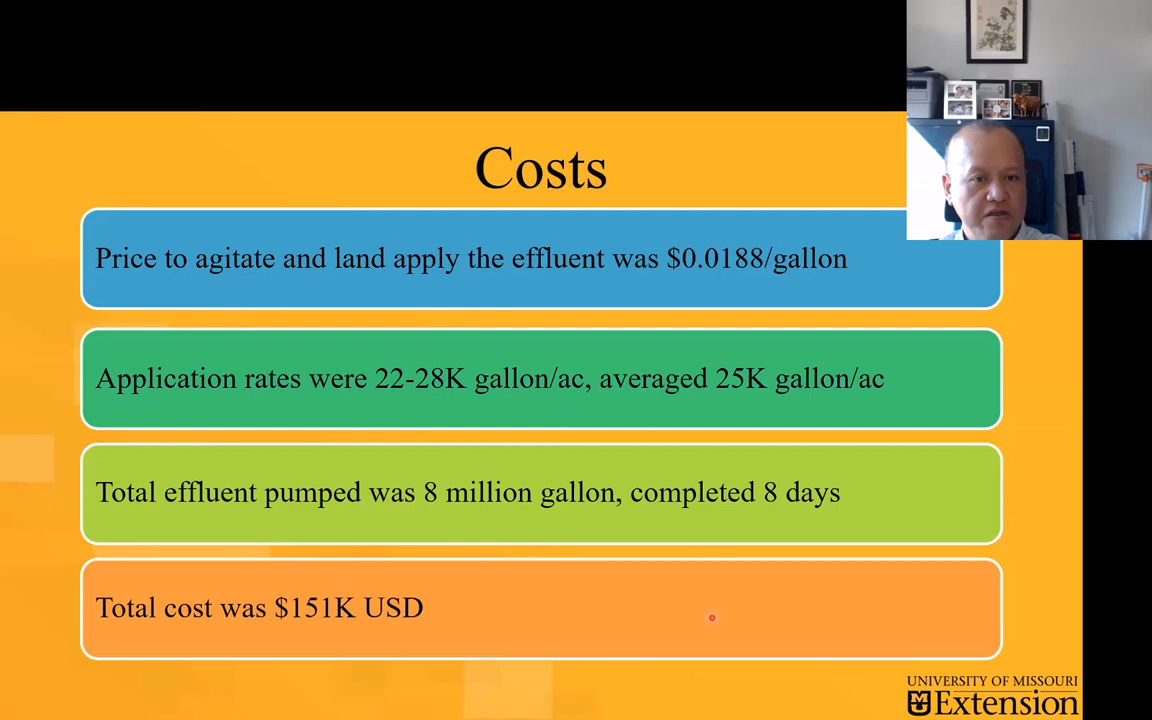 Costs
Price to agitate and land apply the effluent was $0.0188/gallon
Application rates were 22-28K gallon/ac, averaged 25K gallon/ac
Total effluent pumped was 8 million gallon, completed 8 days
Total cost was $151K USD
UNIVERSITY OF MISSOURI
MU Extension